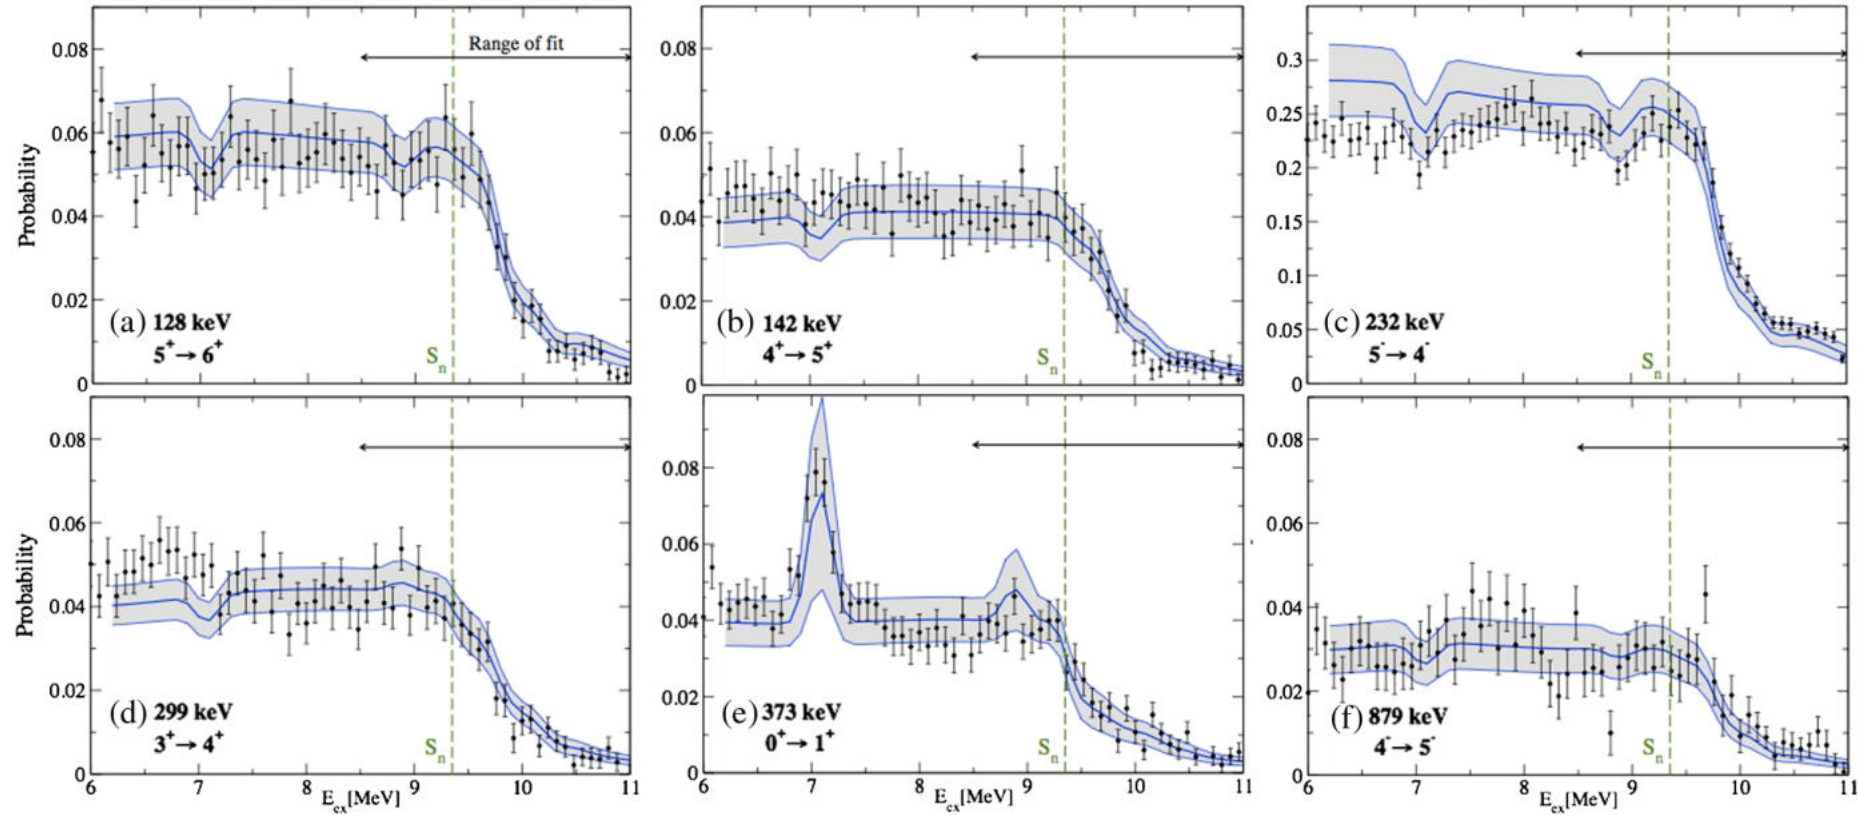 Range of fit
Probability
0.08
0.06
0.04
0.02
0
(a) 128 keV
5+→6+
Sn
0.08
0.06
0.04
0.02
0
(b) 142 keV
4+→5+
Sn
0.3
0.25
0.2
0.15
0.1
0.05
0
(c) 232 keV
5-→4-
Sn
Probability
0.08
0.06
0.04
0.02
0
(d) 299 keV
3+→4+
Sn
6 7 8 9 10 11
Eex[MeV]
0.08
0.06
0.04
0.02
0
(e) 373 keV
0+→1+
Sn
6 7 8 9 10 11
Eex[MeV]
0.08
0.06
0.04
0.02
0
(f) 879 keV
4-→5-
Sn
6 7 8 9 10 11
Eex[MeV]